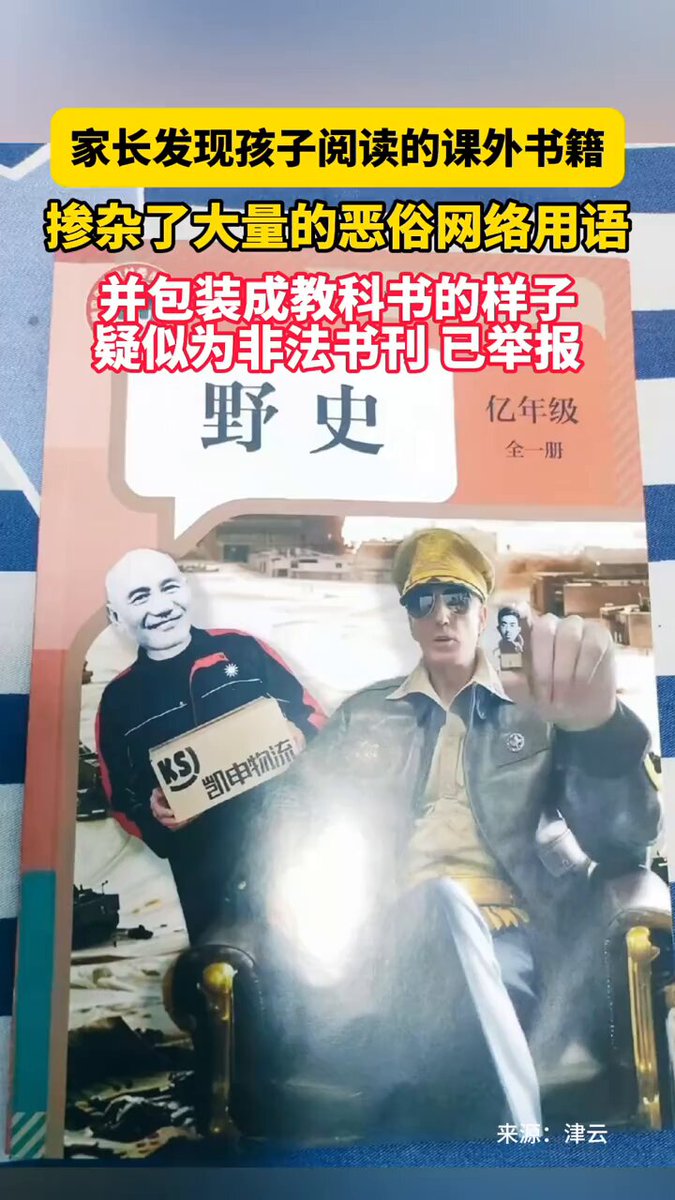 家长发现孩子阅读的课外书籍
掺杂了大量的恶俗网络用语
并包装成教科书的样子
疑似为非法书刊 已举报
野史
亿年级
全一册
KS
凯申物流
来源：津云